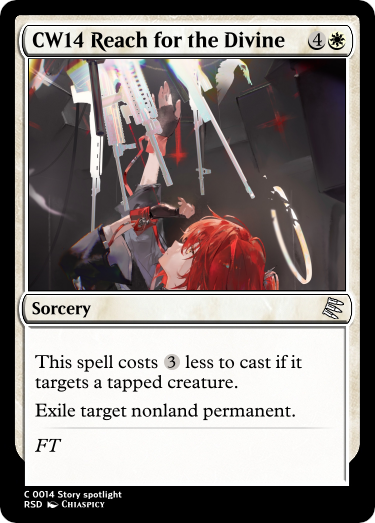 CW14 Reach for the Divine 4
Sorcery
This spell costs 3 less to cast if it
targets a tapped creature.
Exile target nonland permanent.
FT
C 0014 Story spotlight
RSD CHIASPICY